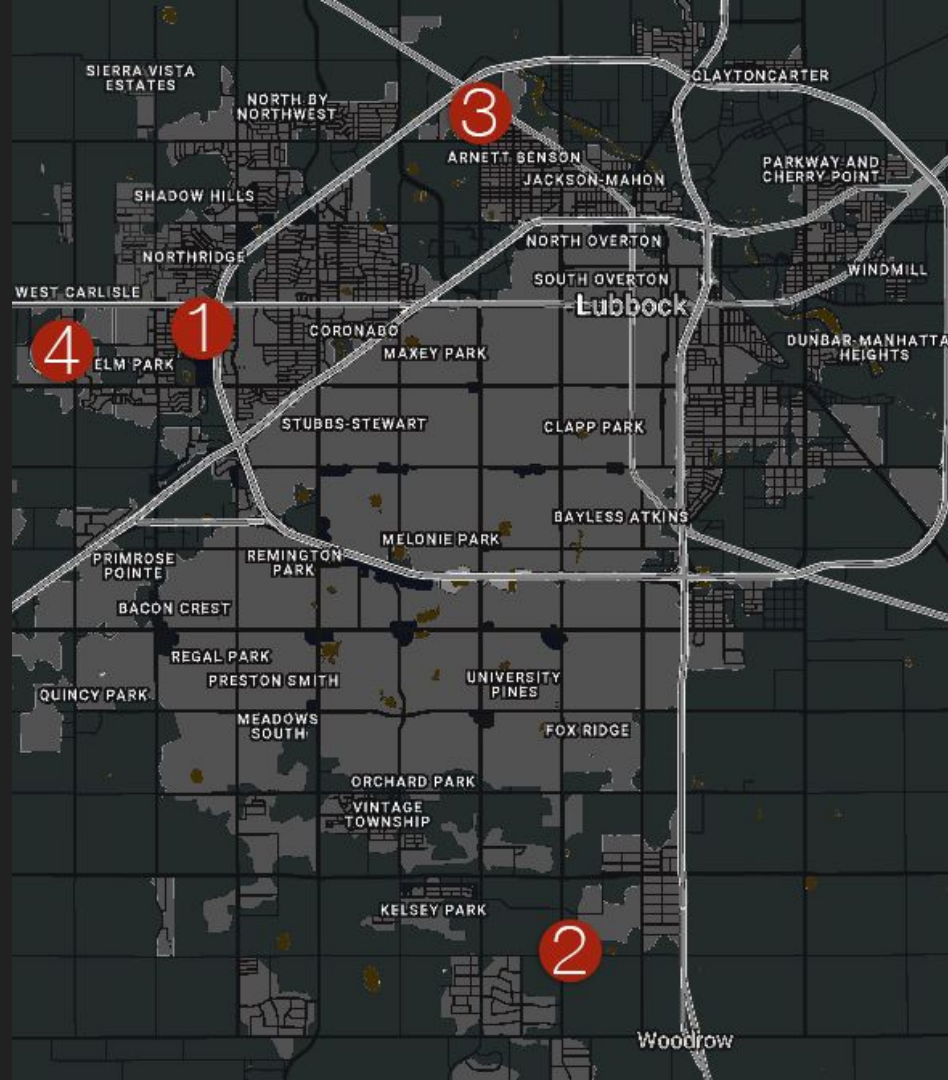 SIERRA VISTA
ESTATES
CLAYTONCARTER
NORTH BY
NORTHWEST
3
ARNETT BENSON
PARKWAY AND
CHERRY POINT
JACKSON-MAHON
SHADOW HILLS
NORTH OVERTON
NORTHRIDGE
WINDMILL
SOUTH OVERTON
WEST CARLISLE
Lubbock
1
CORONABO
4
ELM PARK
MAXEY PARK
DUNBAR-MANHATTA
HEIGHTS
STUBBS-STEWART
CLAPP PARK
BAYLESS ATKINS
MELONIE PARK
PRIMROSE
POINTE
REMINGTON
PARK
BACON CREST
REGAL PARK
PRESTON SMITH
UNIVERSITY
PINES
QUINCY PARK
MEADOWS
SOUTH
FOX RIDGE
ORCHARD PARK
VINTAGE
TOWNSHIP
KELSEY PARK
2
Woodrow